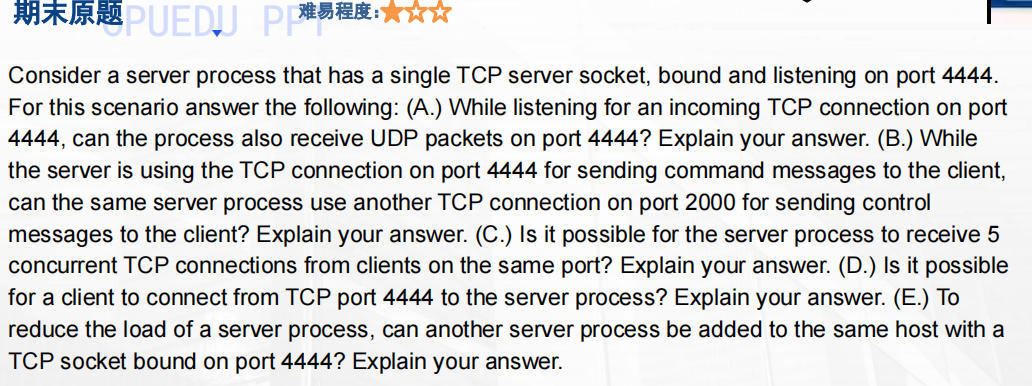 期末原题
OPUEDU PPT
难易程度:★☆☆
Consider a server process that has a single TCP server socket, bound and listening on port 4444.
For this scenario answer the following: (A.) While listening for an incoming TCP connection on port
4444, can the process also receive UDP packets on port 4444? Explain your answer. (B.) While
the server is using the TCP connection on port 4444 for sending command messages to the client,
can the same server process use another TCP connection on port 2000 for sending control
messages to the client? Explain your answer. (C.) Is it possible for the server process to receive 5
concurrent TCP connections from clients on the same port? Explain your answer. (D.) Is it possible
for a client to connect from TCP port 4444 to the server process? Explain your answer. (E.) To
reduce the load of a server process, can another server process be added to the same host with a
TCP socket bound on port 4444? Explain your answer.